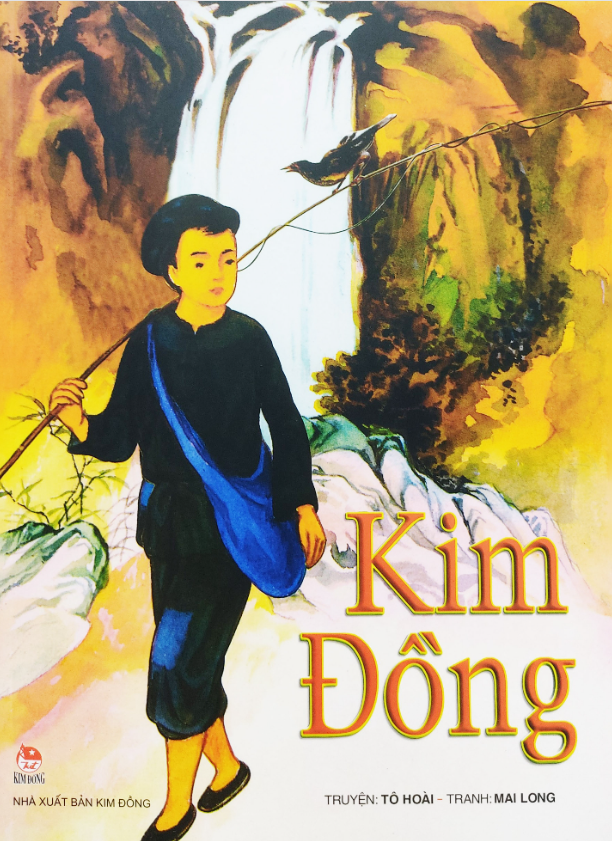 Kim
Đồng
KIM ĐỒNG
NHÀ XUẤT BẢN KIM ĐỒNG
TRUYỆN: TÔ HOÀI – TRANH: MAI LONG